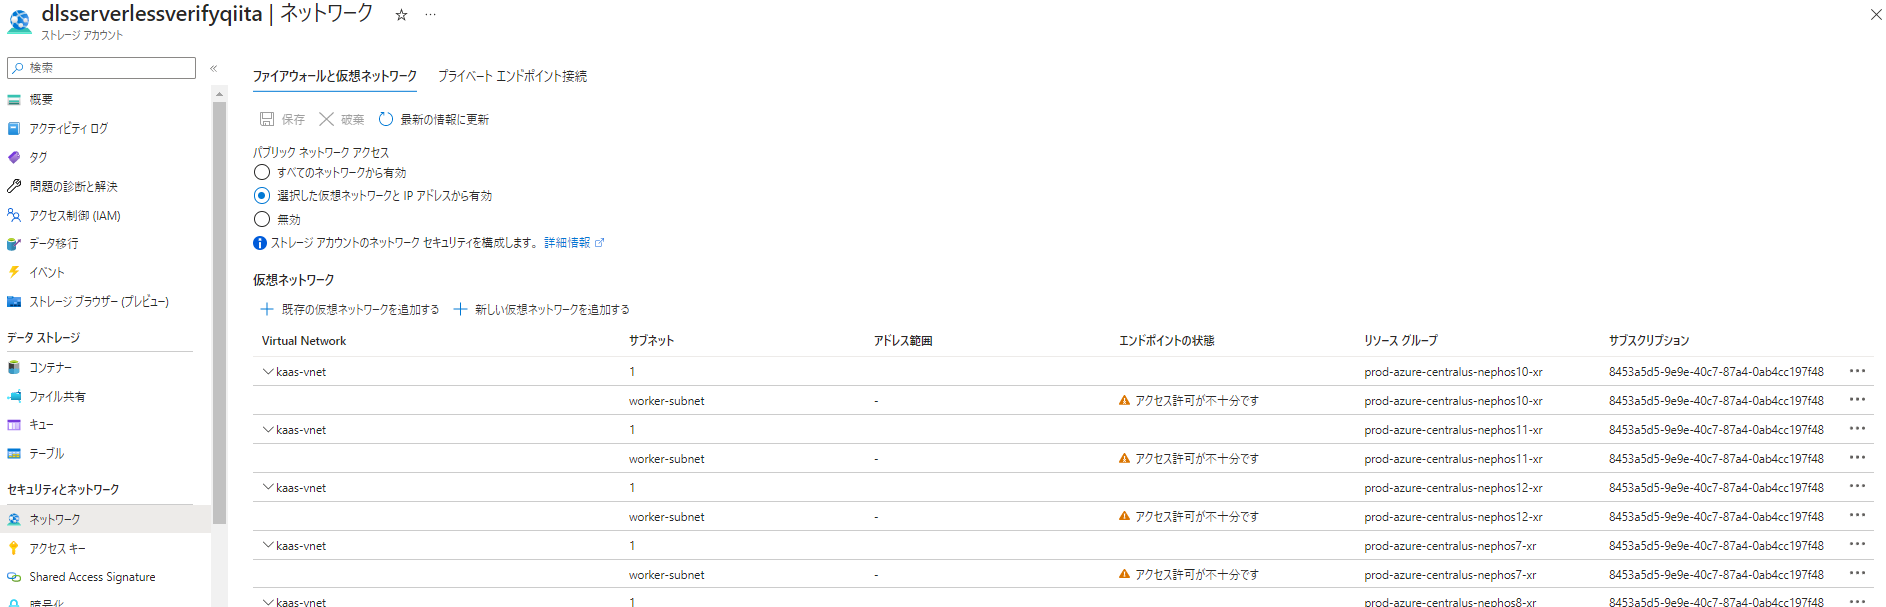 dlsserverlessverifyqiita | ネットワーク ☆ …
ストレージ アカウント
検索
概要
アクティビティ ログ
タグ
問題の診断と解決
アクセス制御 (IAM)
データ移行
イベント
ストレージ ブラウザー (プレビュー)
データ ストレージ
コンテナー
ファイル共有
キュー
テーブル
セキュリティとネットワーク
ネットワーク
アクセス キー
Shared Access Signature
暗号化
ファイアウォールと仮想ネットワーク プライベート エンドポイント接続
保存 破棄 最新の情報に更新
パブリック ネットワーク アクセス
すべてのネットワークから有効
選択した仮想ネットワークと IP アドレスから有効
無効
ストレージ アカウントのネットワーク セキュリティを構成します。 詳細情報
仮想ネットワーク
+ 既存の仮想ネットワークを追加する + 新しい仮想ネットワークを追加する
Virtual Network サブネット アドレス範囲 エンドポイントの状態 リソース グループ サブスクリプション
kaas-vnet 1 prod-azure-centralus-nephos10-xr 8453a5d5-9e9e-40c7-87a4-0ab4cc197f48 …
worker-subnet - アクセス許可が不十分です prod-azure-centralus-nephos10-xr 8453a5d5-9e9e-40c7-87a4-0ab4cc197f48 …
kaas-vnet 1 prod-azure-centralus-nephos11-xr 8453a5d5-9e9e-40c7-87a4-0ab4cc197f48 …
worker-subnet - アクセス許可が不十分です prod-azure-centralus-nephos11-xr 8453a5d5-9e9e-40c7-87a4-0ab4cc197f48 …
kaas-vnet 1 prod-azure-centralus-nephos12-xr 8453a5d5-9e9e-40c7-87a4-0ab4cc197f48 …
worker-subnet - アクセス許可が不十分です prod-azure-centralus-nephos12-xr 8453a5d5-9e9e-40c7-87a4-0ab4cc197f48 …
kaas-vnet 1 prod-azure-centralus-nephos7-xr 8453a5d5-9e9e-40c7-87a4-0ab4cc197f48 …
worker-subnet - アクセス許可が不十分です prod-azure-centralus-nephos7-xr 8453a5d5-9e9e-40c7-87a4-0ab4cc197f48 …
kaas-vnet 1 prod-azure-centralus-nephos8-xr 8453a5d5-9e9e-40c7-87a4-0ab4cc197f48 …